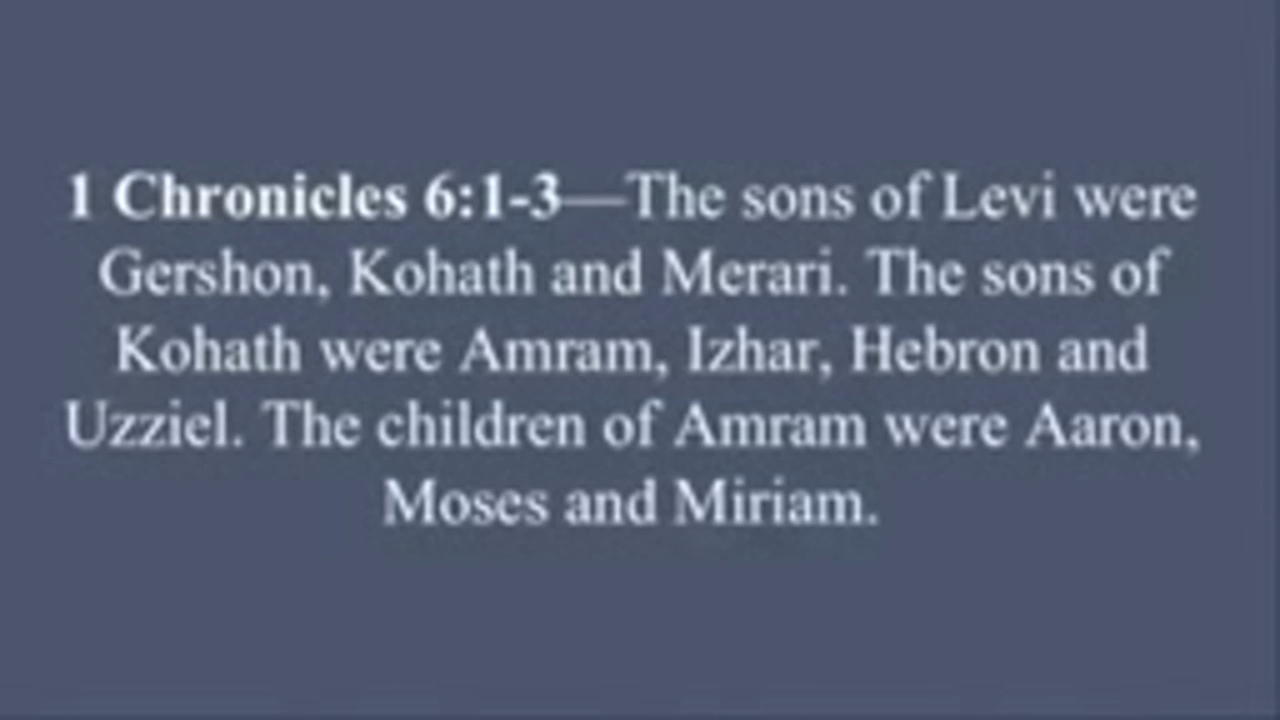 1 Chronicles 6:1-3—The sons of Levi were
Gershon, Kohath and Merari. The sons of
Kohath were Amram, Izhar, Hebron and
Uzziel. The children of Amram were Aaron,
Moses and Miriam.